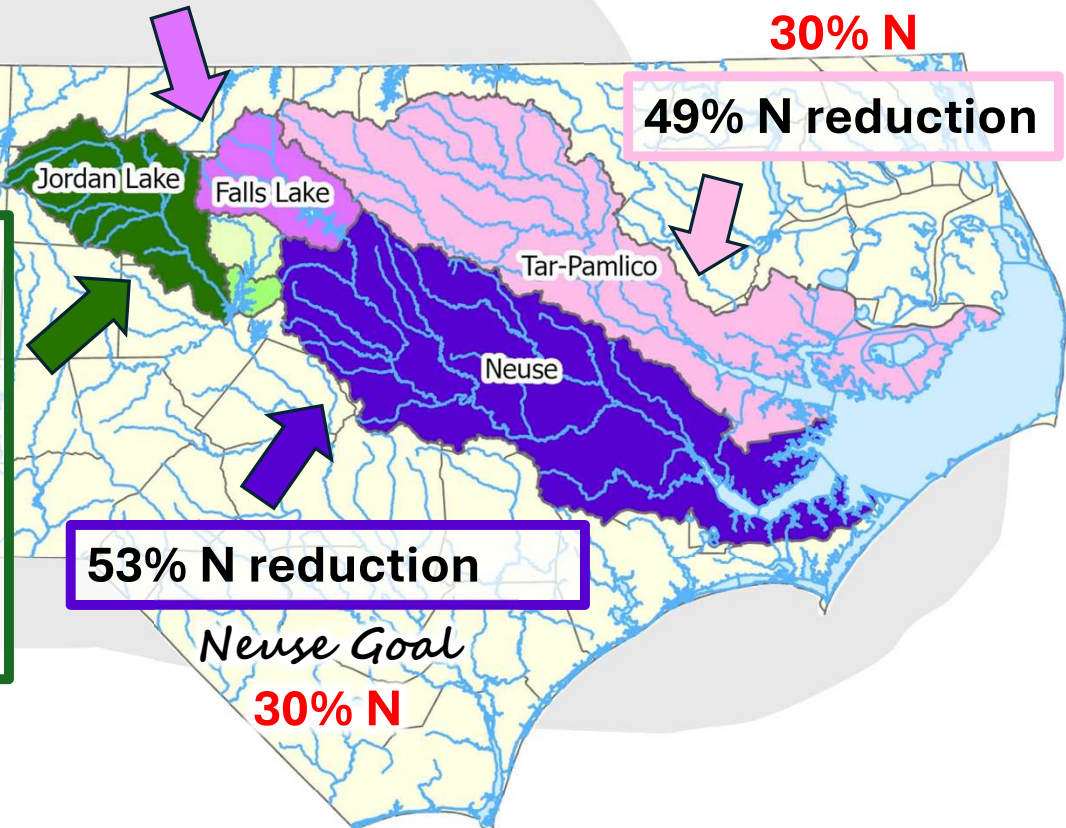 30% N
49% N reduction
Jordan Lake
Falls Lake
Tar-Pamlico
Neuse
53% N reduction
Neuse Goal
30% N